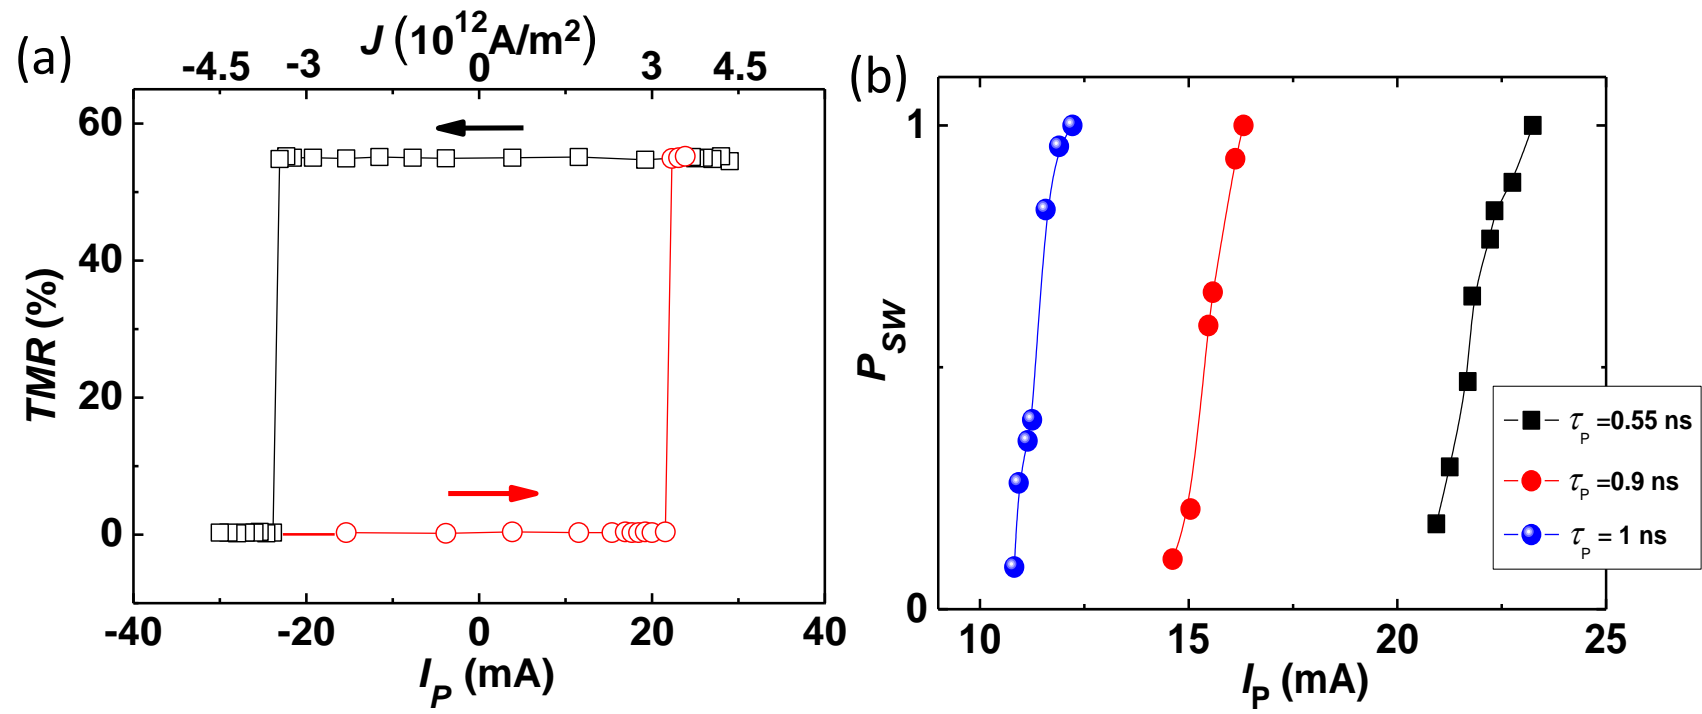 (a)
J (10^12 A/m^2)
-4.5 -3 0 3 4.5
60
40
20
0
TMR (%)
-40 -20 0 20 40
I_P (mA)
(b)
1
0
P_SW
τ_P =0.55 ns
τ_P =0.9 ns
τ_P = 1 ns
10 15 20 25
I_P (mA)